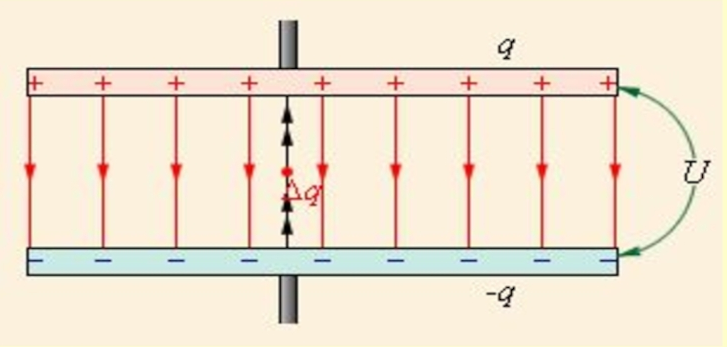 q
+ + + + + + + + +
U
Δq
− − − − − − − − −
-q